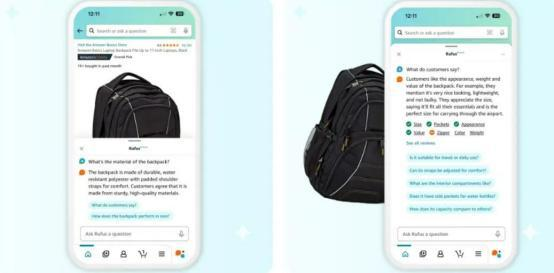 12:11
Search or ask a question
Visit the Amazon Basics Store
Amazon Basics Laptop Backpack Fits Up to 17-Inch Laptops, Black
Overall Pick
bought in past month
Rufus
What's the material of the backpack?
The backpack is made of durable, water
resistant polyester with padded shoulder
straps for comfort. Customers agree that it is
made from sturdy, high-quality materials.
What do customers say?
How does the backpack perform in rain?
Ask Rufus a question
12:11
Search or ask a question
Rufus
What do customers say?
Customers like the appearance, weight and
value of the backpack. For example, they
mention it's very nice looking, lightweight,
and not bulky. They appreciate the size,
saying it'll fit all their essentials and is the
perfect size for carrying through the airport.
Size Pockets Appearance
Value Zipper Color Weight
See all reviews
Is it suitable for travel or daily use?
Can its straps be adjusted for comfort?
What are the interior compartments like?
Does it have side pockets for water bottles?
How does its capacity compare to others?
Ask Rufus a question